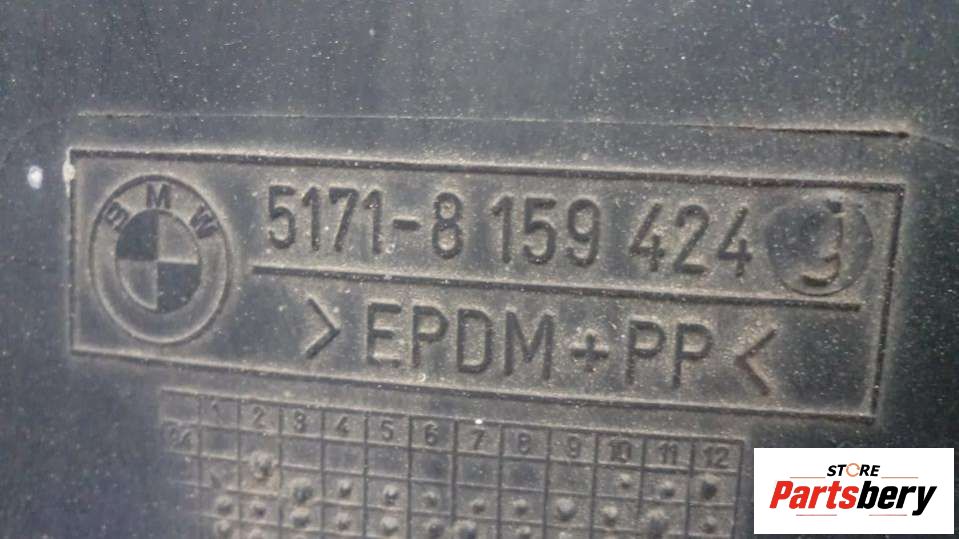 BMW
5171-8 159 424
>EPDM+PP<
1 2 3 4 5 6 7 8 9 10 11 12
STORE
Partsbery